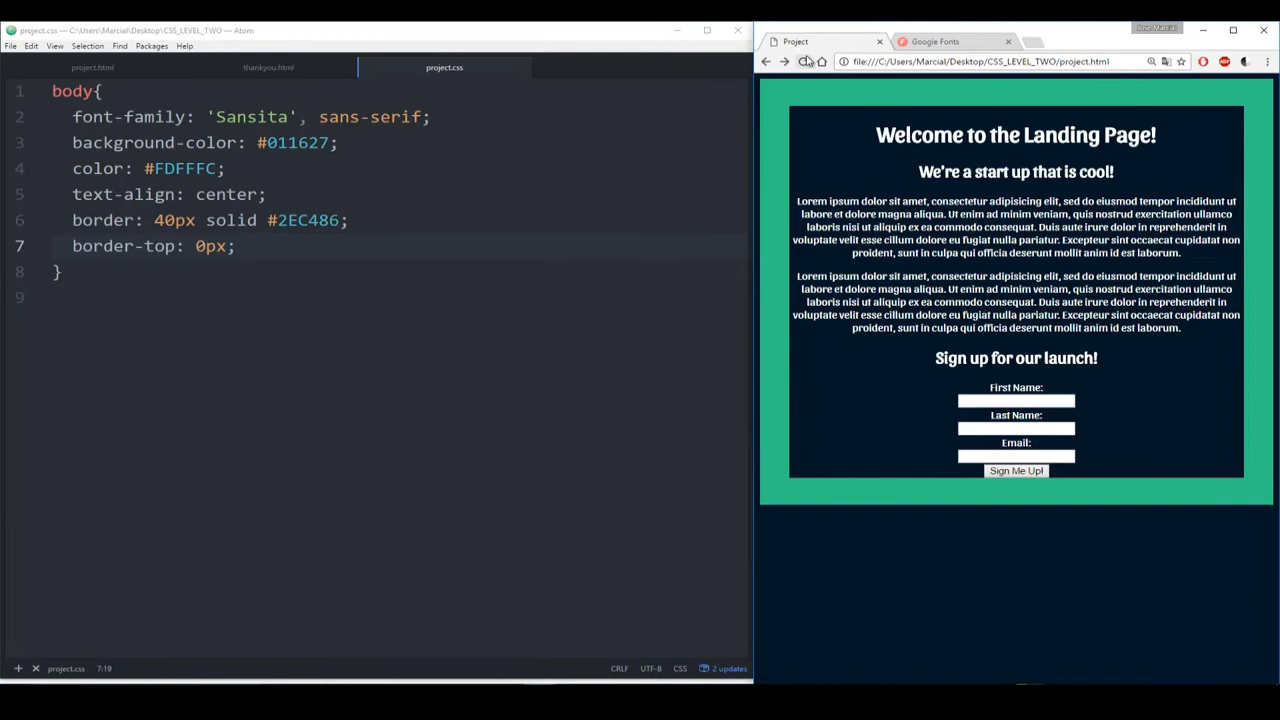 project.css — C:\Users\Marcial\Desktop\CSS_LEVEL_TWO — Atom
File Edit View Selection Find Packages Help
project.html thankyou.html project.css
1 body{
2 font-family: 'Sansita', sans-serif;
3 background-color: #011627;
4 color: #FDFFFC;
5 text-align: center;
6 border: 40px solid #2EC486;
7 border-top: 0px;
8 }
9
project.css 7:19 CRLF UTF-8 CSS 2 updates
Jose Marcial
Project Google Fonts
file:///C:/Users/Marcial/Desktop/CSS_LEVEL_TWO/project.html
ABP
Welcome to the Landing Page!
We're a start up that is cool!
Lorem ipsum dolor sit amet, consectetur adipisicing elit, sed do eiusmod tempor incididunt ut
labore et dolore magna aliqua. Ut enim ad minim veniam, quis nostrud exercitation ullamco
laboris nisi ut aliquip ex ea commodo consequat. Duis aute irure dolor in reprehenderit in
voluptate velit esse cillum dolore eu fugiat nulla pariatur. Excepteur sint occaecat cupidatat non
proident, sunt in culpa qui officia deserunt mollit anim id est laborum.
Lorem ipsum dolor sit amet, consectetur adipisicing elit, sed do eiusmod tempor incididunt ut
labore et dolore magna aliqua. Ut enim ad minim veniam, quis nostrud exercitation ullamco
laboris nisi ut aliquip ex ea commodo consequat. Duis aute irure dolor in reprehenderit in
voluptate velit esse cillum dolore eu fugiat nulla pariatur. Excepteur sint occaecat cupidatat non
proident, sunt in culpa qui officia deserunt mollit anim id est laborum.
Sign up for our launch!
First Name:
Last Name:
Email:
Sign Me Up!